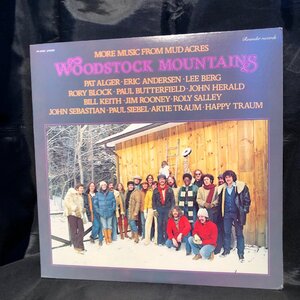 Rounder records
MORE MUSIC FROM MUD ACRES
WOODSTOCK MOUNTAINS
PAT ALGER · ERIC ANDERSEN · LEE BERG
RORY BLOCK · PAUL BUTTERFIELD · JOHN HERALD
BILL KEITH · JIM ROONEY · ROLY SALLEY
JOHN SEBASTIAN · PAUL SIEBEL · ARTIE TRAUM · HAPPY TRAUM